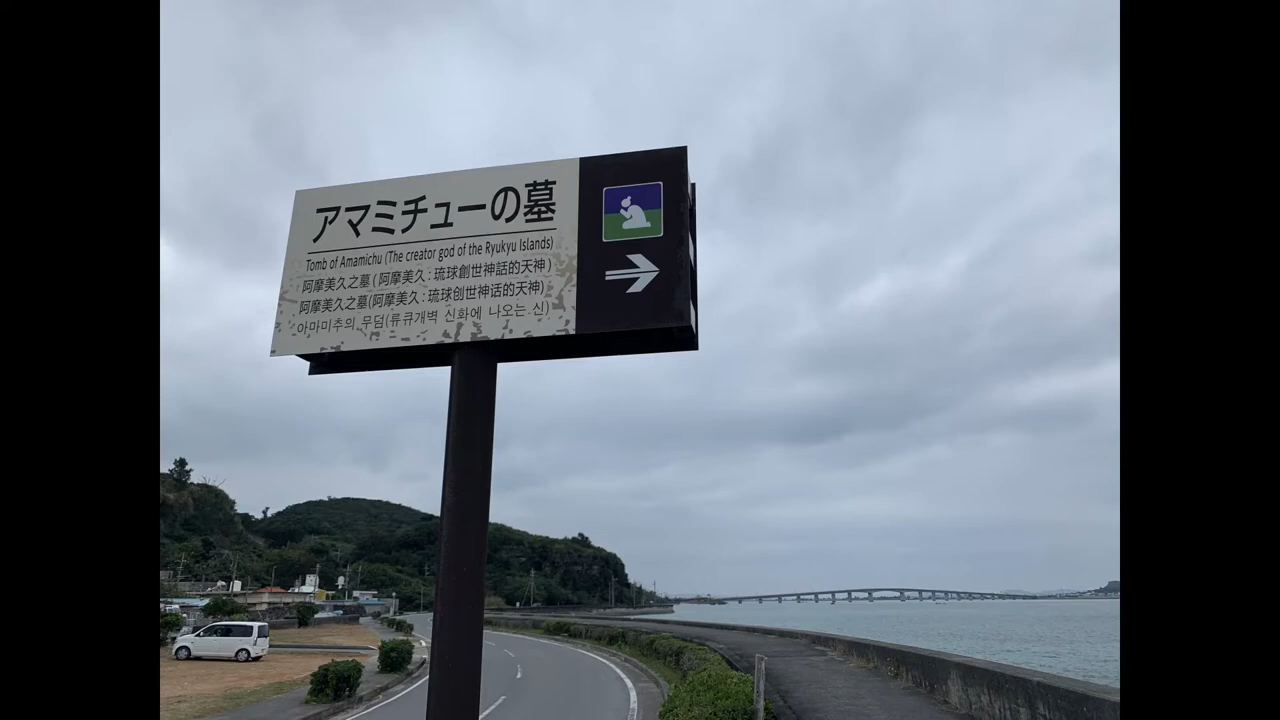 アマミチューの墓
Tomb of Amamichu (The creator god of the Ryukyu Islands)
阿摩美久之墓(阿摩美久:琉球創世神話的天神)
阿摩美久之墓(阿摩美久:琉球创世神话的天神)
아마미추의 무덤(류큐개벽 신화에 나오는 신)